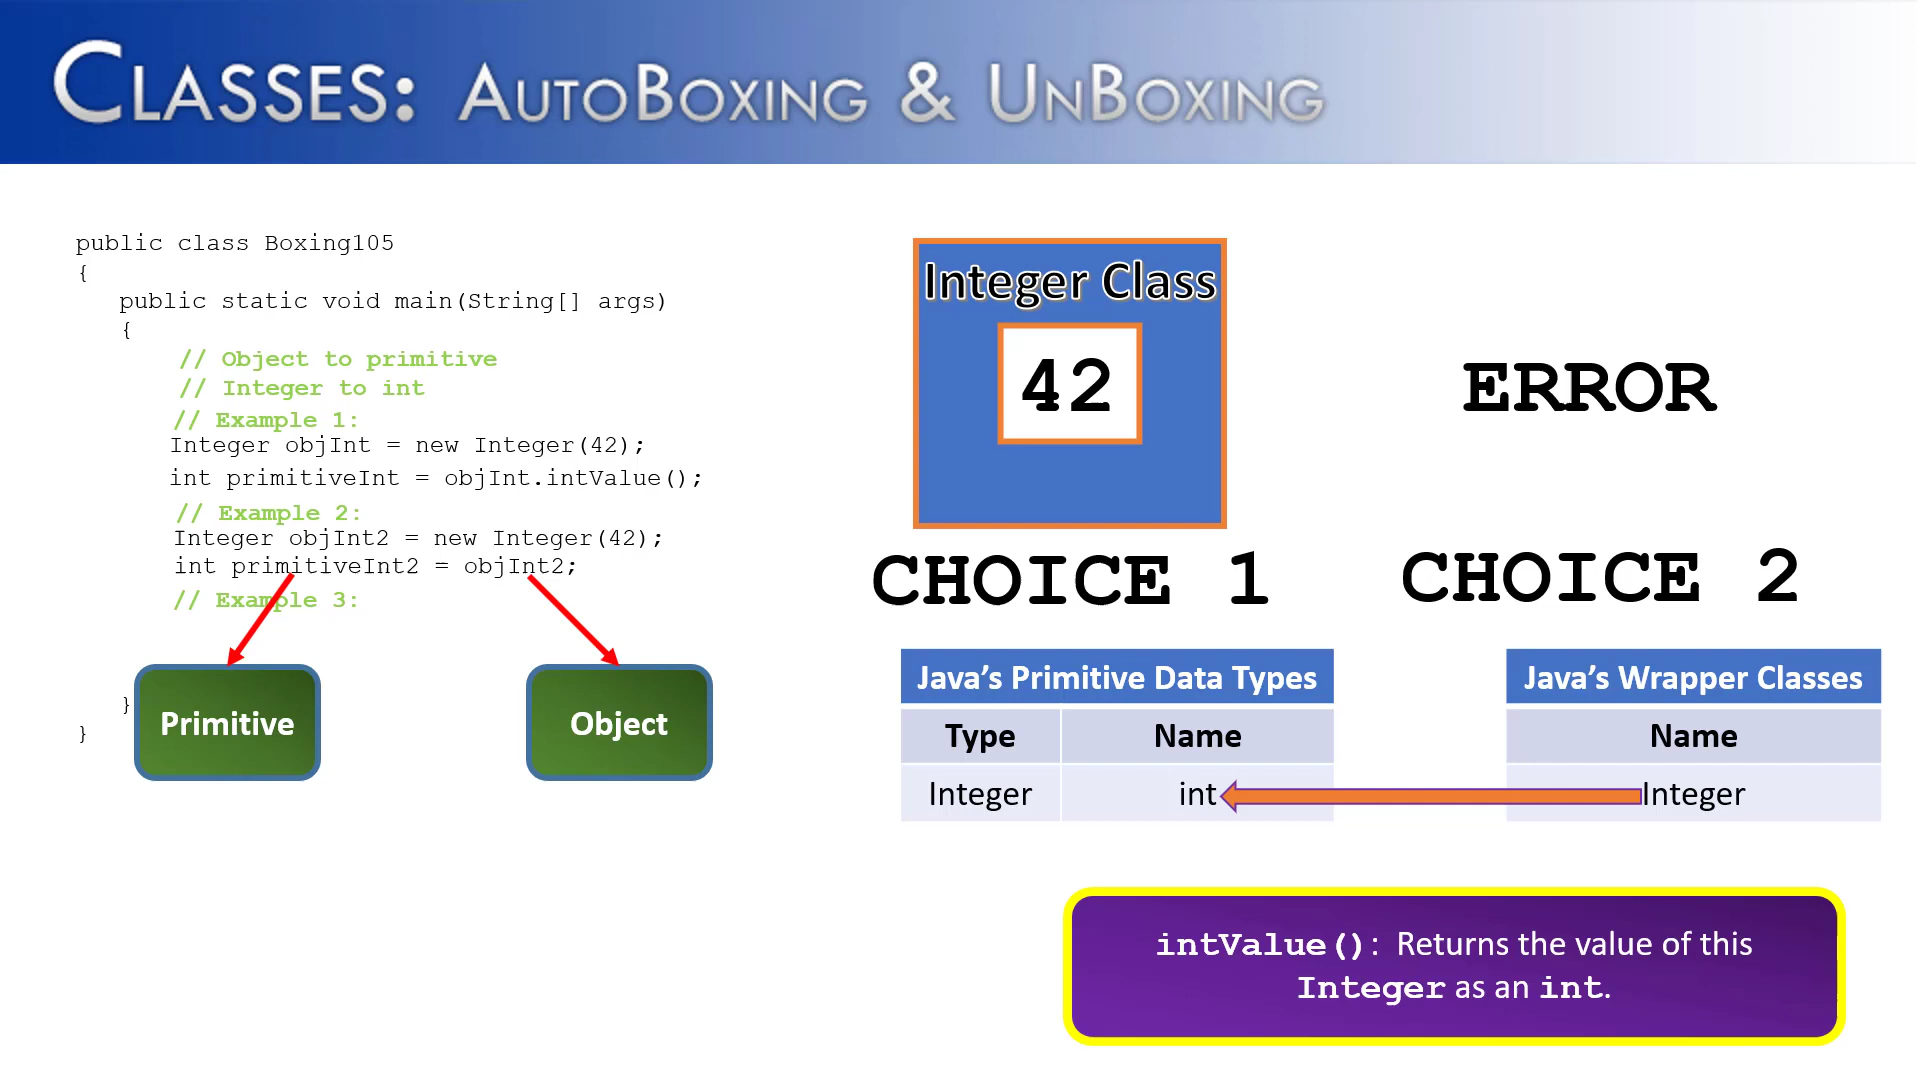 CLASSES: AUTOBOXING & UNBOXING
public class Boxing105
{
public static void main(String[] args)
{
// Object to primitive
// Integer to int
// Example 1:
Integer objInt = new Integer(42);
int primitiveInt = objInt.intValue();
// Example 2:
Integer objInt2 = new Integer(42);
int primitiveInt2 = objInt2;
// Example 3:
}
}
Primitive
Object
Integer Class
42
CHOICE 1
ERROR
CHOICE 2
Java’s Primitive Data Types
Type Name
Integer int
Java’s Wrapper Classes
Name
Integer
intValue(): Returns the value of this
Integer as an int.